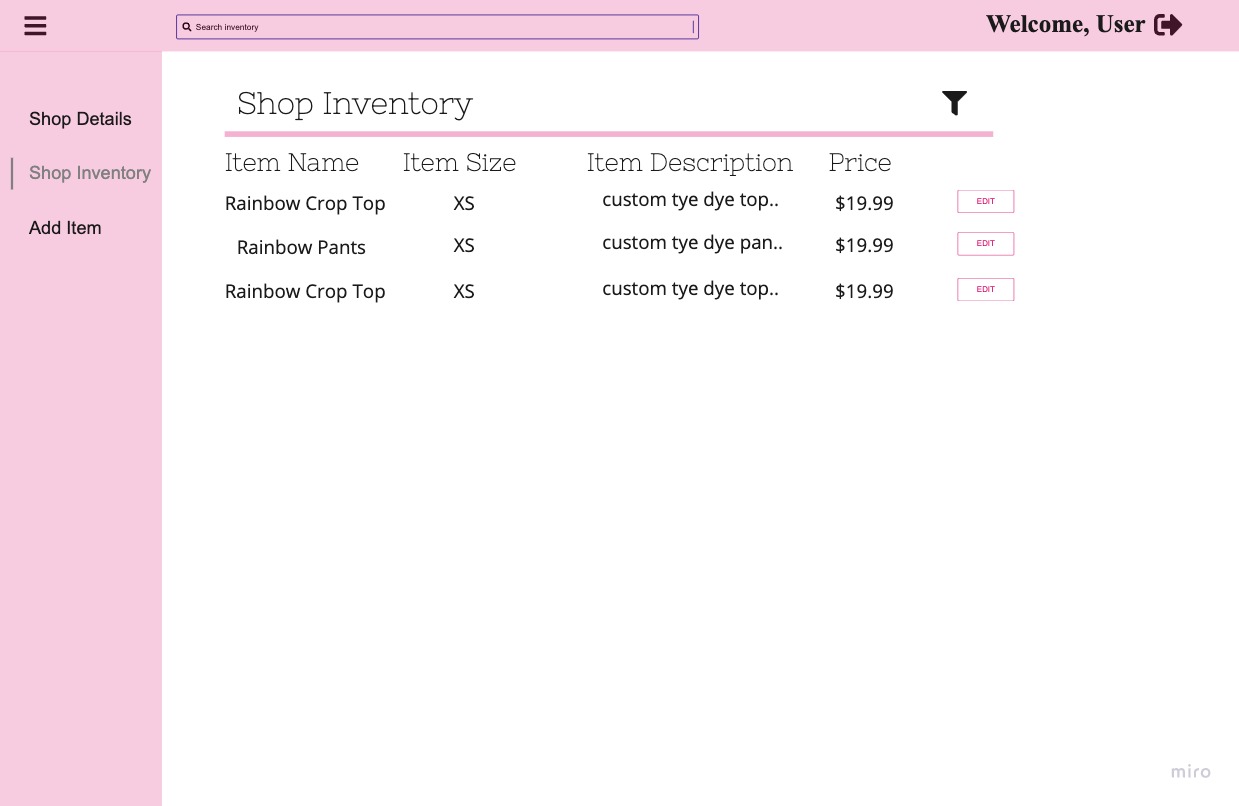 Search inventory
Welcome, User
Shop Details
Shop Inventory
Add Item
Shop Inventory
Item Name Item Size Item Description Price
Rainbow Crop Top XS custom tye dye top.. $19.99 EDIT
Rainbow Pants XS custom tye dye pan.. $19.99 EDIT
Rainbow Crop Top XS custom tye dye top.. $19.99 EDIT
miro